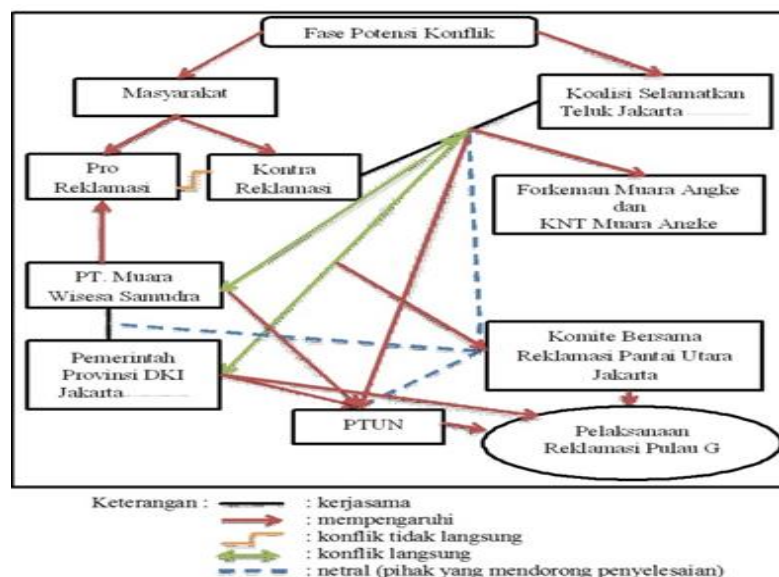 Fase Potensi Konflik
Masyarakat
Koalisi Selamatkan
Teluk Jakarta
Pro
Reklamasi
Kontra
Reklamasi
Forkeman Muara Angke
dan
KNT Muara Angke
PT. Muara
Wisesa Samudra
Pemerintah
Provinsi DKI
Jakarta
Komite Bersama
Reklamasi Pantai Utara
Jakarta
PTUN
Pelaksanaan
Reklamasi Pulau G
Keterangan : : kerjasama
: mempengaruhi
: konflik tidak langsung
: konflik langsung
: netral (pihak yang mendorong penyelesaian)